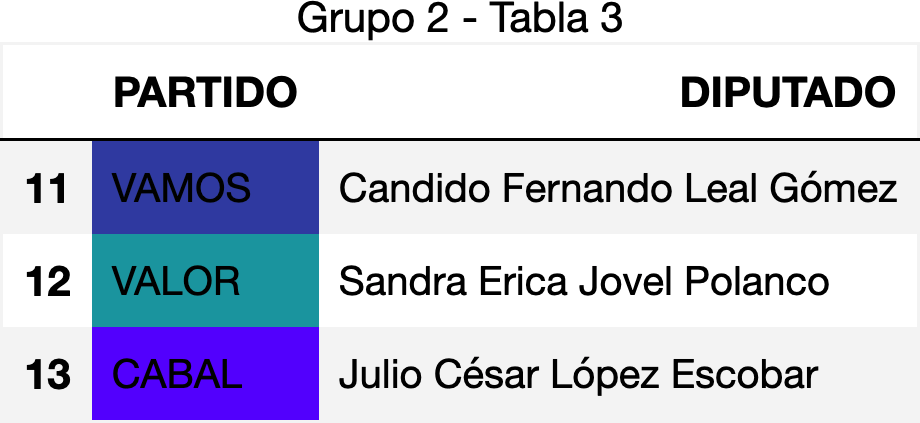 Grupo 2 - Tabla 3
PARTIDO DIPUTADO
11 VAMOS Candido Fernando Leal Gómez
12 VALOR Sandra Erica Jovel Polanco
13 CABAL Julio César López Escobar